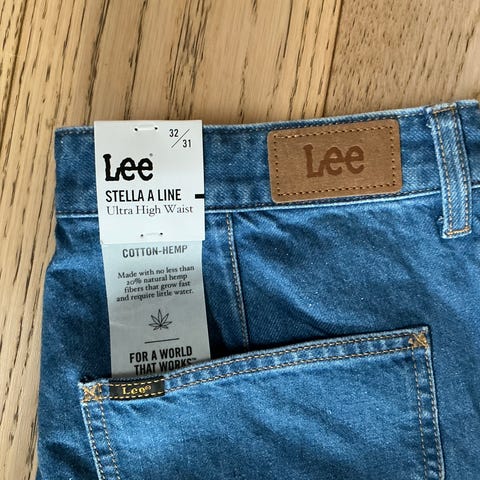 32/31
Lee
Lee
STELLA A LINE
Ultra High Waist
COTTON-HEMP
Made with no less than
20% natural hemp
fibers that grow fast
and require little water.
FOR A WORLD
THAT WORKS™
Lee®